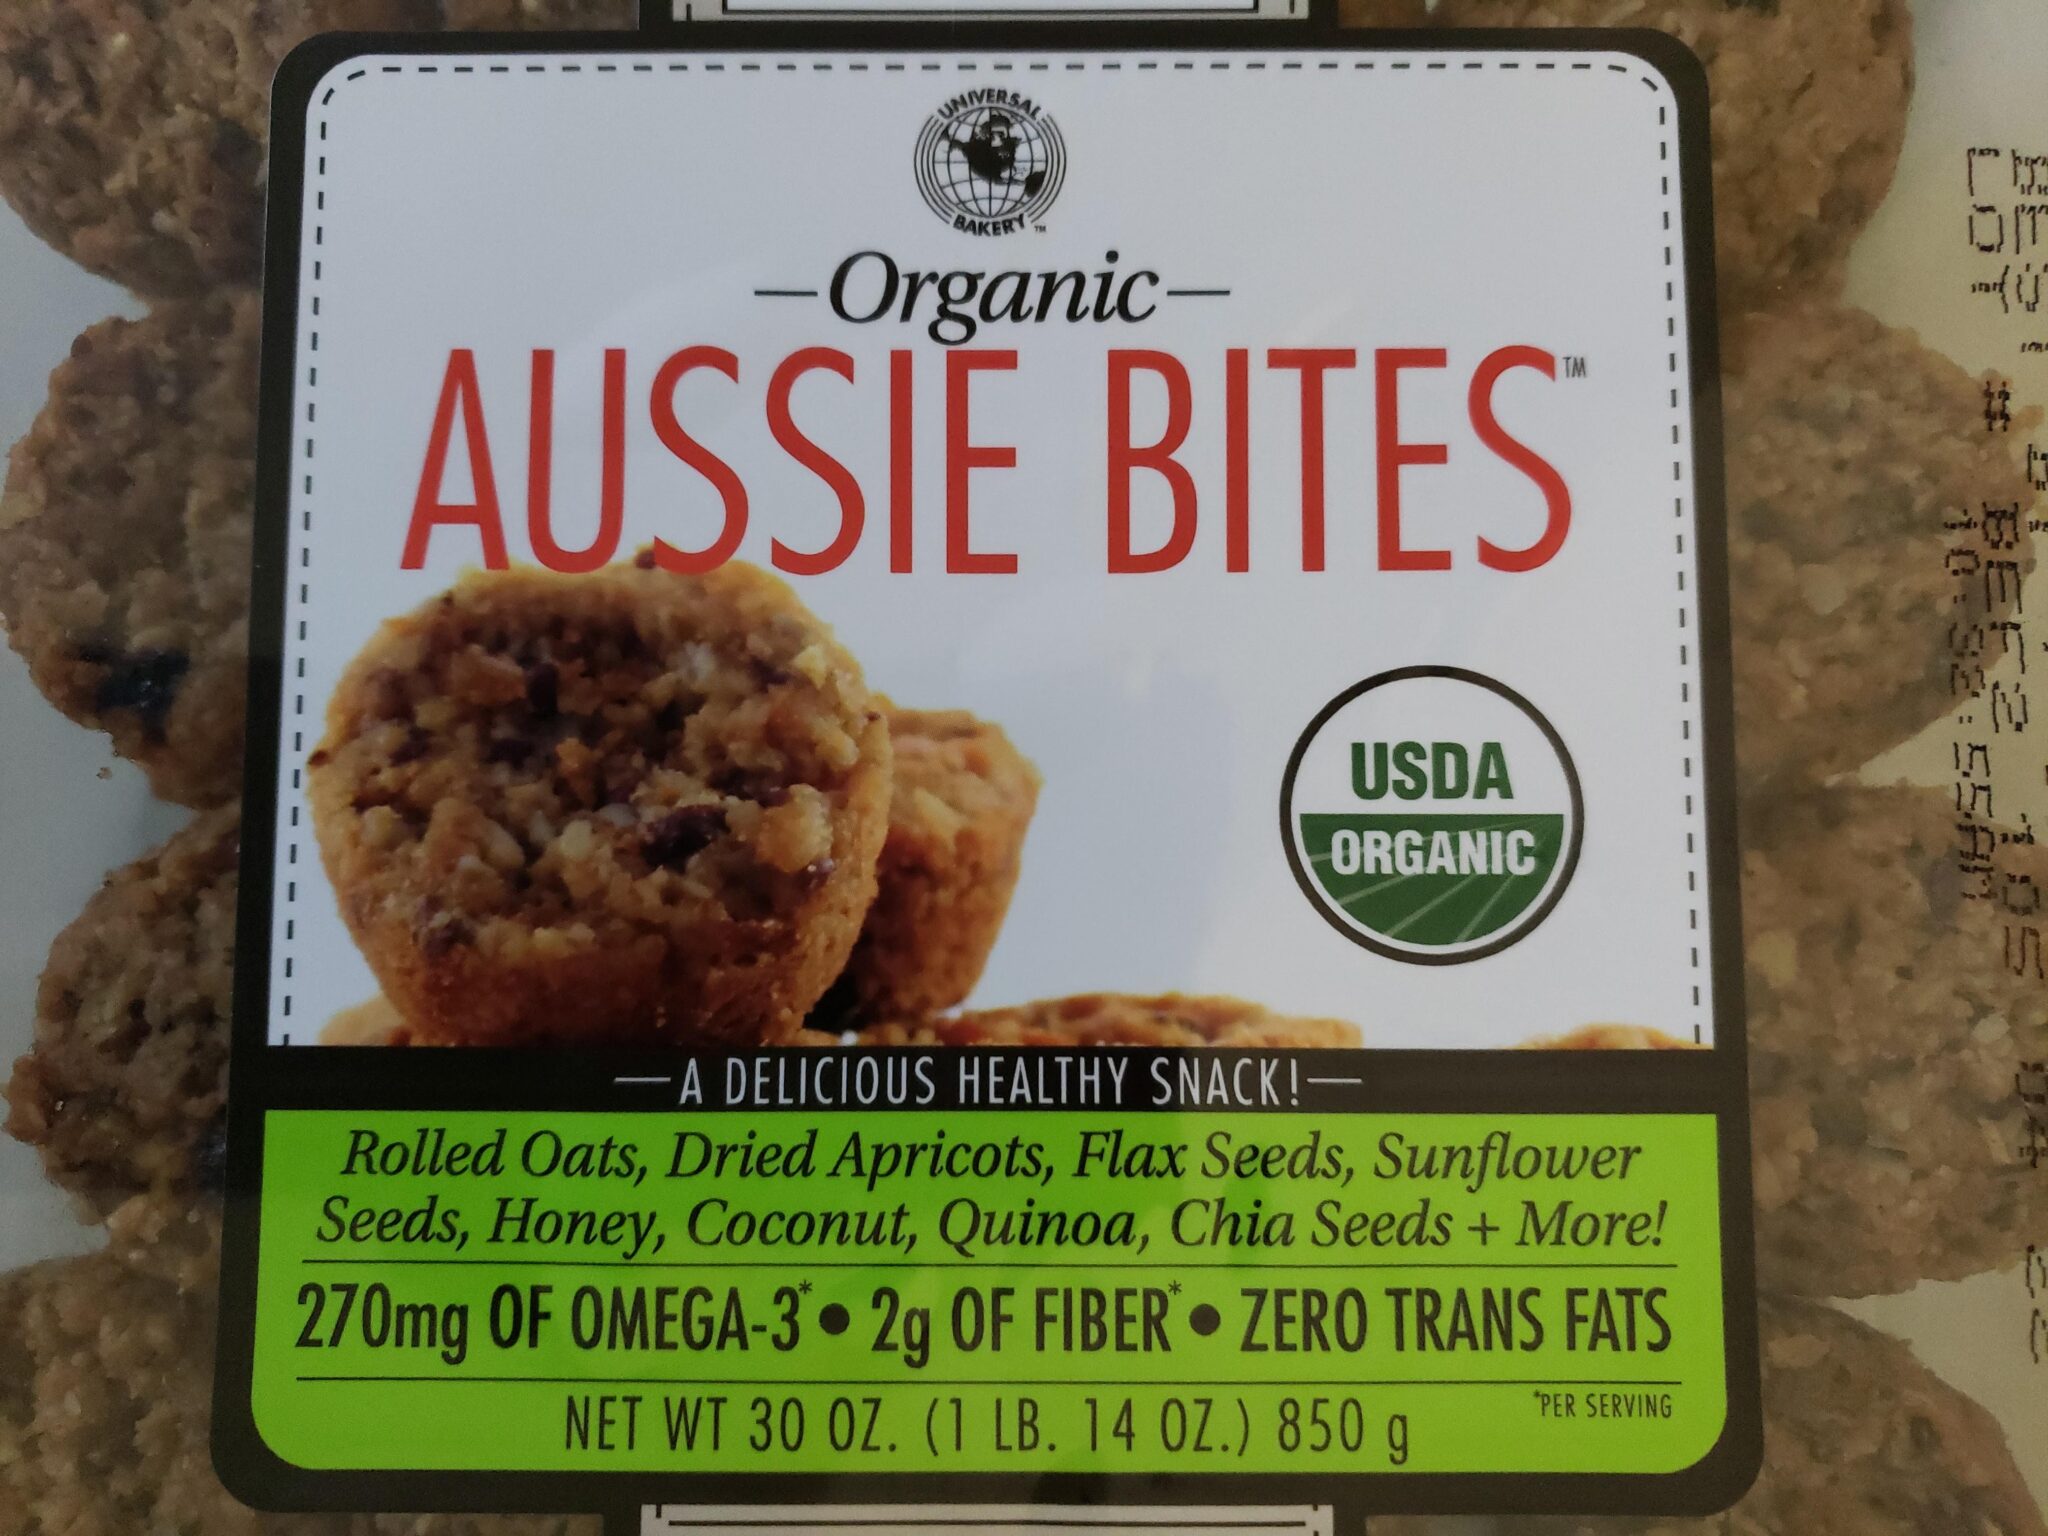 UNIVERSAL
BAKERY™
—Organic—
AUSSIE BITES™
USDA
ORGANIC
—A DELICIOUS HEALTHY SNACK!—
Rolled Oats, Dried Apricots, Flax Seeds, Sunflower
Seeds, Honey, Coconut, Quinoa, Chia Seeds + More!
270mg OF OMEGA-3* • 2g OF FIBER* • ZERO TRANS FATS
NET WT 30 OZ. (1 LB. 14 OZ.) 850 g
*PER SERVING